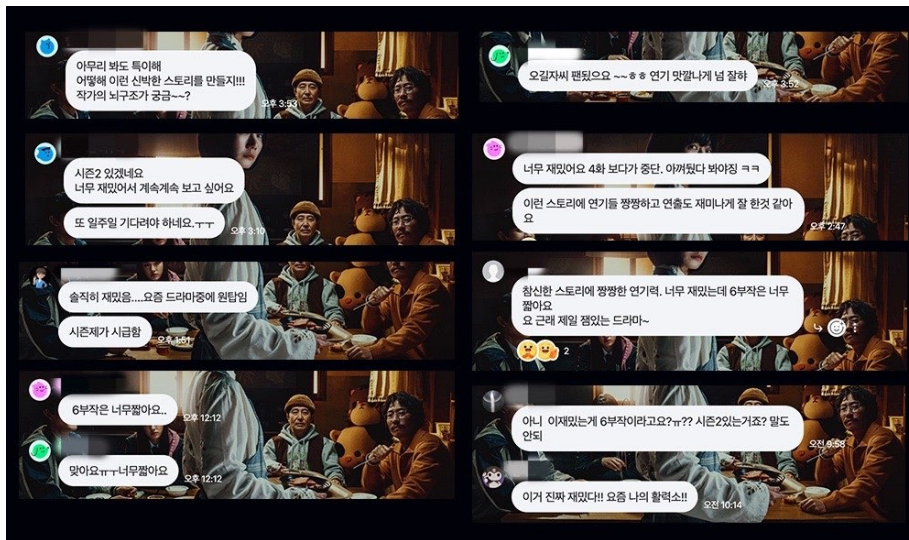 아무리 봐도 특이해
어떻해 이런 신박한 스토리를 만들지!!!
작가의 뇌구조가 궁금~~?
오후 3:53
시즌2 있겠네요
너무 재밌어서 계속계속 보고 싶어요
또 일주일 기다려야 하네요.ㅜㅜ
오후 3:10
솔직히 재밌음....요즘 드라마중에 원탑임
시즌제가 시급함
오후 1:51
6부작은 너무짧아요..
오후 12:12
맞아요ㅠㅜ너무짧아요
오후 12:12
오길자씨 팬됬으요 ~~ㅎㅎ 연기 맛깔나게 넘 잘햐
오후 3:52
너무 재밌어요 4화 보다가 중단. 아껴뒀다 봐야징 ㅋㅋ
이런 스토리에 연기들 짱짱하고 연출도 재미나게 잘 한것 같아
요
오후 2:47
참신한 스토리에 짱짱한 연기력. 너무 재밌는데 6부작은 너무
짧아요
요 근래 제일 잼있는 드라마~
2
아니 이재밌는게 6부작이라고요?ㅠ?? 시즌2있는거죠? 말도
안되
오전 9:58
이거 진짜 재밌다!! 요즘 나의 활력소!!
오전 10:14